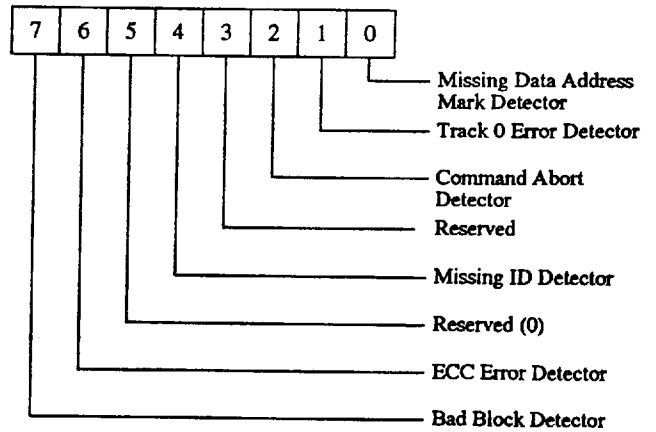 7 6 5 4 3 2 1 0
Missing Data Address
Mark Detector
Track 0 Error Detector
Command Abort
Detector
Reserved
Missing ID Detector
Reserved (0)
ECC Error Detector
Bad Block Detector